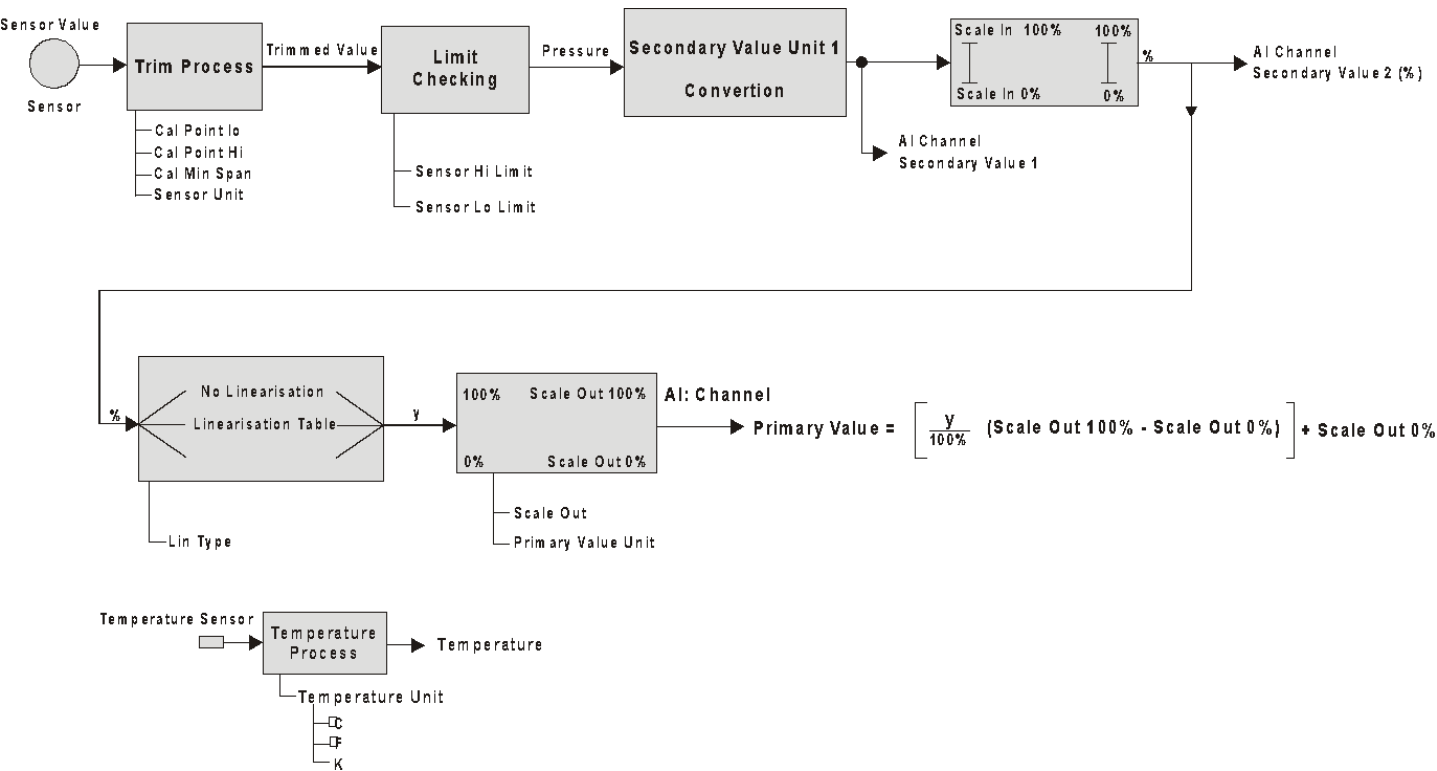 Sensor Value
Sensor
Trim Process
Cal Point lo
Cal Point Hi
Cal Min Span
Sensor Unit
Trimmed Value
Limit
Checking
Sensor Hi Limit
Sensor Lo Limit
Pressure
Secondary Value Unit 1
Convertion
AI Channel
Secondary Value 1
Scale In 100% 100%
Scale In 0% 0%
%
AI Channel
Secondary Value 2 (%)
%
No Linearisation
Linearisation Table
Lin Type
y
100% Scale Out 100%
0% Scale Out 0%
Scale Out
Primary Value Unit
AI: Channel
Primary Value = [ y / 100% (Scale Out 100% - Scale Out 0%) ] + Scale Out 0%
Temperature Sensor
Temperature
Process
Temperature
Temperature Unit
□C
□F
K